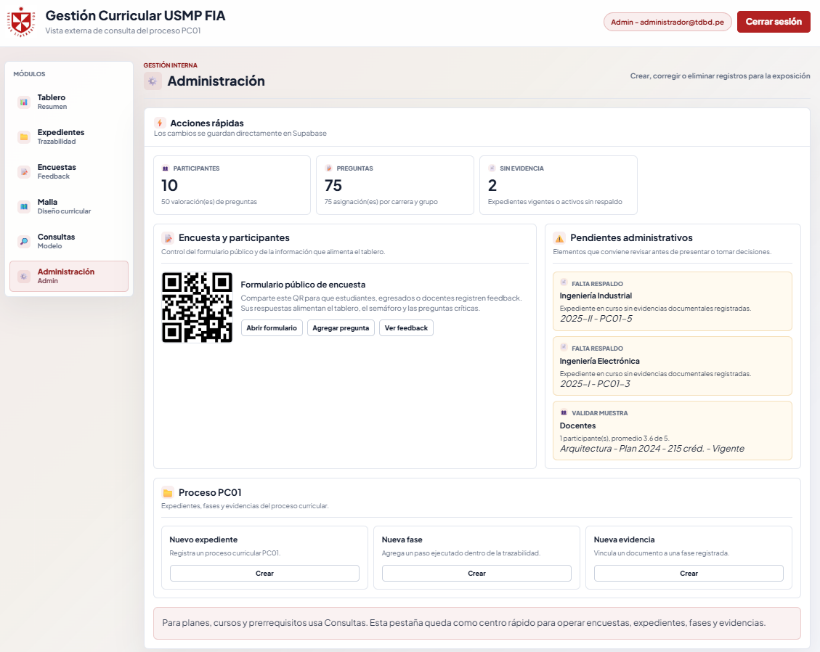 Gestión Curricular USMP FIA
Vista externa de consulta del proceso PC01
Admin - administrador@tdbd.pe
Cerrar sesión
MÓDULOS
Tablero
Resumen
Expedientes
Trazabilidad
Encuestas
Feedback
Malla
Diseño curricular
Consultas
Modelo
Administración
Admin
GESTIÓN INTERNA
Administración
Crear, corregir o eliminar registros para la exposición
Acciones rápidas
Los cambios se guardan directamente en Supabase
PARTICIPANTES
10
50 valoración(es) de preguntas
PREGUNTAS
75
75 asignación(es) por carrera y grupo
SIN EVIDENCIA
2
Expedientes vigentes o activos sin respaldo
Encuesta y participantes
Control del formulario público y de la información que alimenta el tablero.
Formulario público de encuesta
Comparte este QR para que estudiantes, egresados o docentes registren feedback.
Sus respuestas alimentan el tablero, el semáforo y las preguntas críticas.
Abrir formulario
Agregar pregunta
Ver feedback
Pendientes administrativos
Elementos que conviene revisar antes de presentar o tomar decisiones.
FALTA RESPALDO
Ingeniería Industrial
Expediente en curso sin evidencias documentales registradas.
2025-II - PC01-5
FALTA RESPALDO
Ingeniería Electrónica
Expediente en curso sin evidencias documentales registradas.
2025-I - PC01-3
VALIDAR MUESTRA
Docentes
1 participante(s), promedio 3.6 de 5.
Arquitectura - Plan 2024 - 215 créd. - Vigente
Proceso PC01
Expedientes, fases y evidencias del proceso curricular.
Nuevo expediente
Registra un proceso curricular PC01.
Crear
Nueva fase
Agrega un paso ejecutado dentro de la trazabilidad.
Crear
Nueva evidencia
Vincula un documento a una fase registrada.
Crear
Para planes, cursos y prerrequisitos usa Consultas. Esta pestaña queda como centro rápido para operar encuestas, expedientes, fases y evidencias.